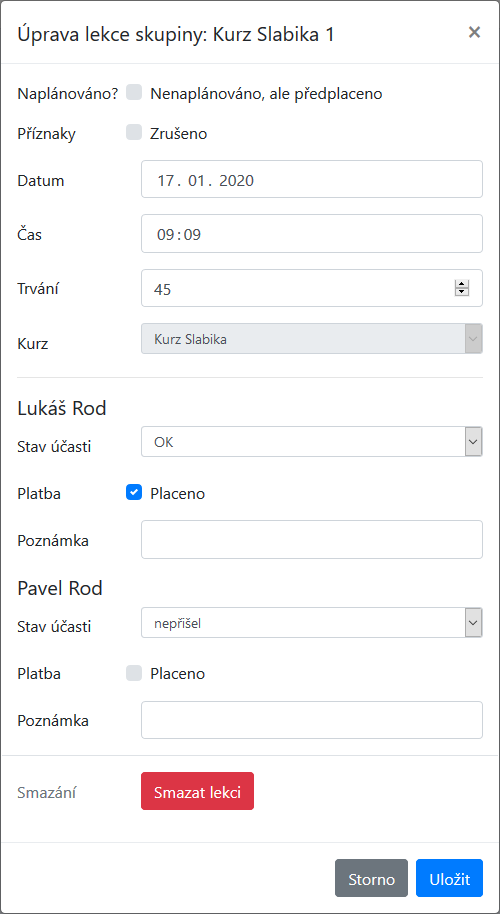 Úprava lekce skupiny: Kurz Slabika 1 ×
Naplánováno? Nenaplánováno, ale předplaceno
Příznaky Zrušeno
Datum 17. 01. 2020
Čas 09:09
Trvání 45
Kurz Kurz Slabika
Lukáš Rod
Stav účasti OK
Platba Placeno
Poznámka
Pavel Rod
Stav účasti nepřišel
Platba Placeno
Poznámka
Smazání Smazat lekci
Storno Uložit